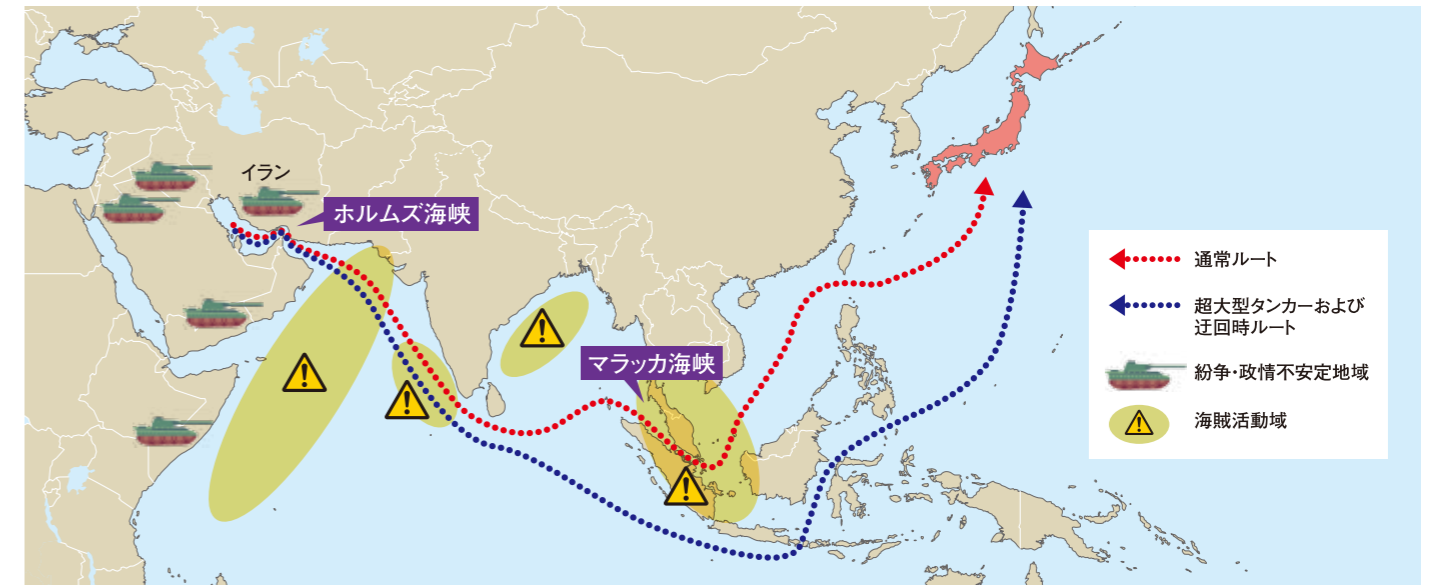 イラン
ホルムズ海峡
マラッカ海峡
通常ルート
超大型タンカーおよび
迂回時ルート
紛争・政情不安定地域
海賊活動域